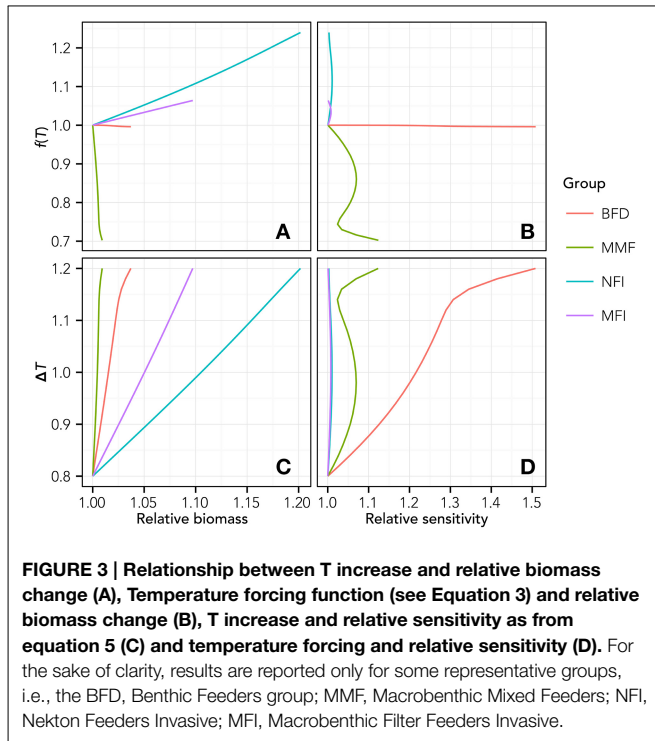 1.2
1.1
1.0
f(T)
0.9
0.8
0.7
A
B
Group
BFD
MMF
NFI
MFI
1.2
1.1
ΔT
1.0
0.9
0.8
C
D
1.00 1.05 1.10 1.15 1.20
1.0 1.1 1.2 1.3 1.4 1.5
Relative biomass
Relative sensitivity
FIGURE 3 | Relationship between T increase and relative biomass
change (A), Temperature forcing function (see Equation 3) and relative
biomass change (B), T increase and relative sensitivity as from
equation 5 (C) and temperature forcing and relative sensitivity (D). For
the sake of clarity, results are reported only for some representative groups,
i.e., the BFD, Benthic Feeders group; MMF, Macrobenthic Mixed Feeders; NFI,
Nekton Feeders Invasive; MFI, Macrobenthic Filter Feeders Invasive.